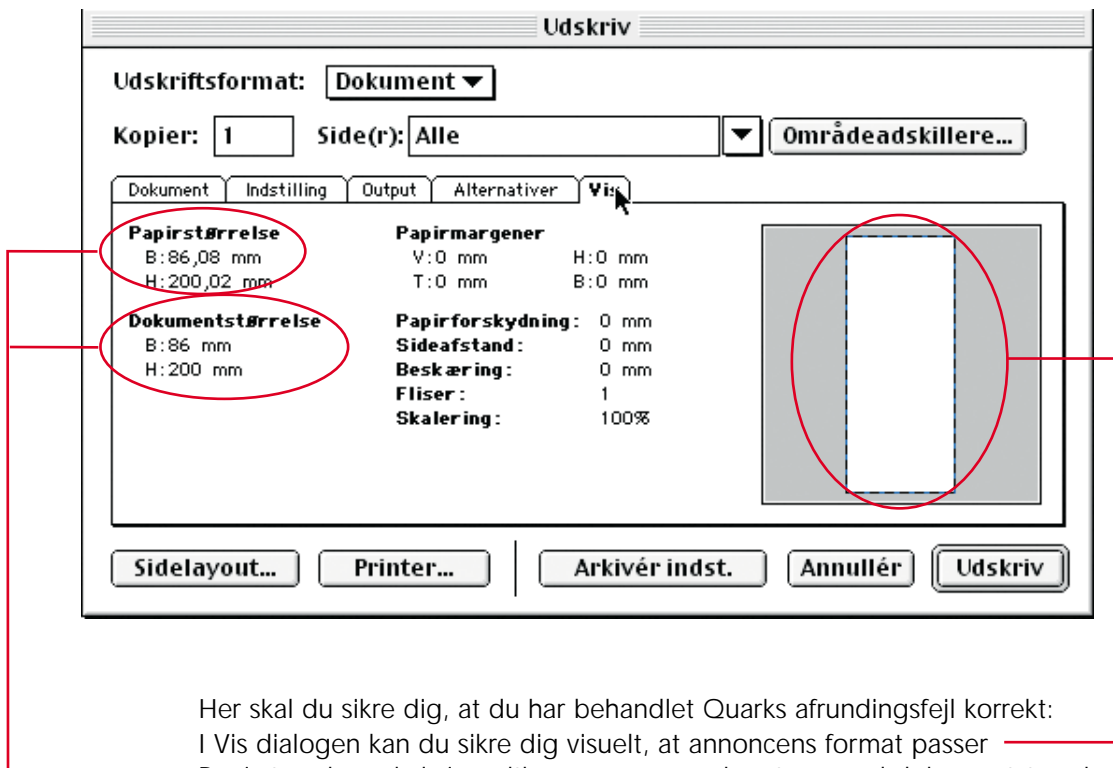 Udskriv
Udskriftsformat: Dokument
Kopier: 1 Side(r): Alle Områdeadskillere...
Dokument Indstilling Output Alternativer Vis
Papirstørrelse
B:86,08 mm
H:200,02 mm
Dokumentstørrelse
B:86 mm
H:200 mm
Papirmargener
V:0 mm H:0 mm
T:0 mm B:0 mm
Papirforskydning: 0 mm
Sideafstand: 0 mm
Beskæring: 0 mm
Fliser: 1
Skalering: 100%
Sidelayout... Printer... Arkivér indst. Annullér Udskriv
Her skal du sikre dig, at du har behandlet Quarks afrundingsfejl korrekt:
I Vis dialogen kan du sikre dig visuelt, at annoncens format passer